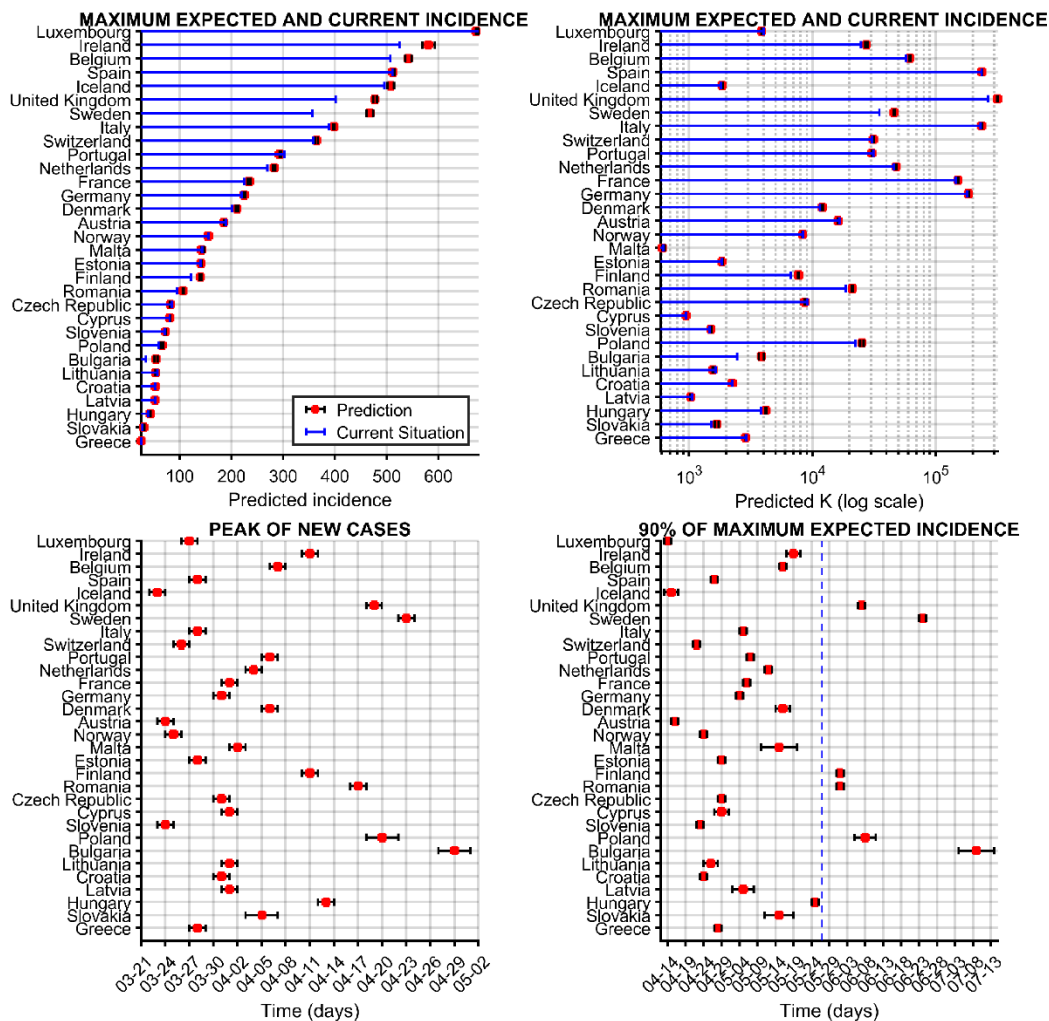 MAXIMUM EXPECTED AND CURRENT INCIDENCE
Luxembourg
Ireland
Belgium
Spain
Iceland
United Kingdom
Sweden
Italy
Switzerland
Portugal
Netherlands
France
Germany
Denmark
Austria
Norway
Malta
Estonia
Finland
Romania
Czech Republic
Cyprus
Slovenia
Poland
Bulgaria
Lithuania
Croatia
Latvia
Hungary
Slovakia
Greece
Prediction
Current Situation
100 200 300 400 500 600
Predicted incidence
MAXIMUM EXPECTED AND CURRENT INCIDENCE
Luxembourg
Ireland
Belgium
Spain
Iceland
United Kingdom
Sweden
Italy
Switzerland
Portugal
Netherlands
France
Germany
Denmark
Austria
Norway
Malta
Estonia
Finland
Romania
Czech Republic
Cyprus
Slovenia
Poland
Bulgaria
Lithuania
Croatia
Latvia
Hungary
Slovakia
Greece
10³ 10⁴ 10⁵
Predicted K (log scale)
PEAK OF NEW CASES
Luxembourg
Ireland
Belgium
Spain
Iceland
United Kingdom
Sweden
Italy
Switzerland
Portugal
Netherlands
France
Germany
Denmark
Austria
Norway
Malta
Estonia
Finland
Romania
Czech Republic
Cyprus
Slovenia
Poland
Bulgaria
Lithuania
Croatia
Latvia
Hungary
Slovakia
Greece
03-21 03-24 03-27 03-30 04-02 04-05 04-08 04-11 04-14 04-17 04-20 04-23 04-26 04-29 05-02
Time (days)
90% OF MAXIMUM EXPECTED INCIDENCE
Luxembourg
Ireland
Belgium
Spain
Iceland
United Kingdom
Sweden
Italy
Switzerland
Portugal
Netherlands
France
Germany
Denmark
Austria
Norway
Malta
Estonia
Finland
Romania
Czech Republic
Cyprus
Slovenia
Poland
Bulgaria
Lithuania
Croatia
Latvia
Hungary
Slovakia
Greece
04-14 04-19 04-24 04-29 05-04 05-09 05-14 05-19 05-24 05-29 06-03 06-08 06-13 06-18 06-23 06-28 07-03 07-08 07-13
Time (days)